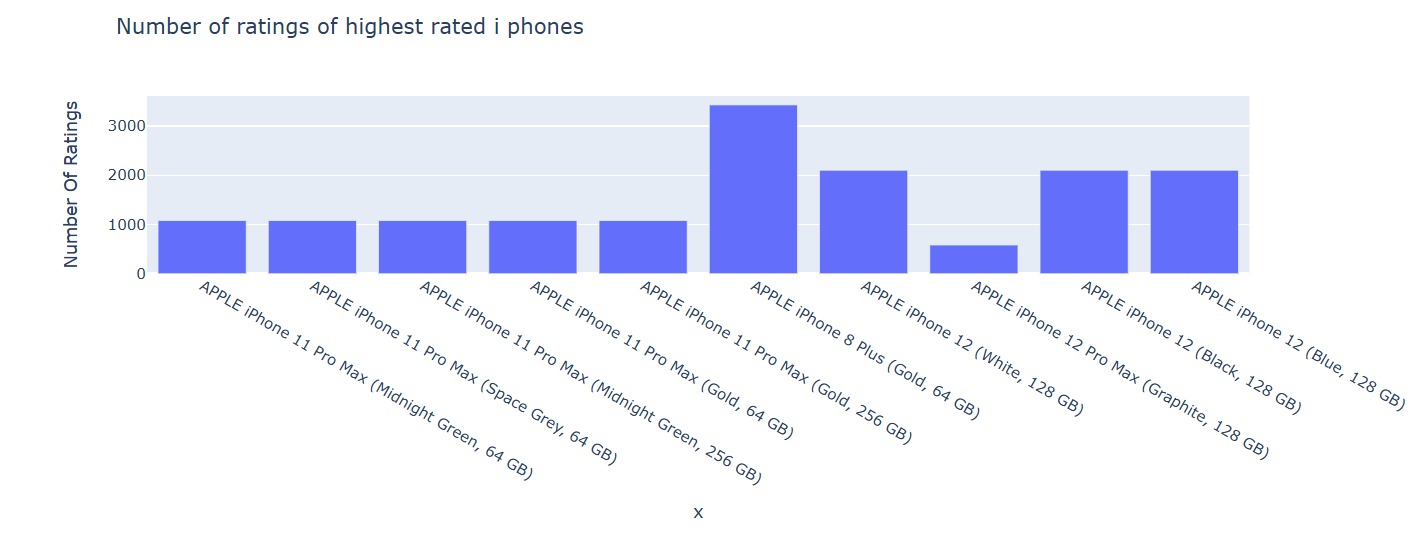 Number of ratings of highest rated i phones
Number Of Ratings
3000
2000
1000
0
APPLE iPhone 11 Pro Max (Midnight Green, 64 GB)
APPLE iPhone 11 Pro Max (Space Grey, 64 GB)
APPLE iPhone 11 Pro Max (Midnight Green, 256 GB)
APPLE iPhone 11 Pro Max (Gold, 64 GB)
APPLE iPhone 11 Pro Max (Gold, 256 GB)
APPLE iPhone 8 Plus (Gold, 64 GB)
APPLE iPhone 12 (White, 128 GB)
APPLE iPhone 12 Pro Max (Graphite, 128 GB)
APPLE iPhone 12 (Black, 128 GB)
APPLE iPhone 12 (Blue, 128 GB)
x